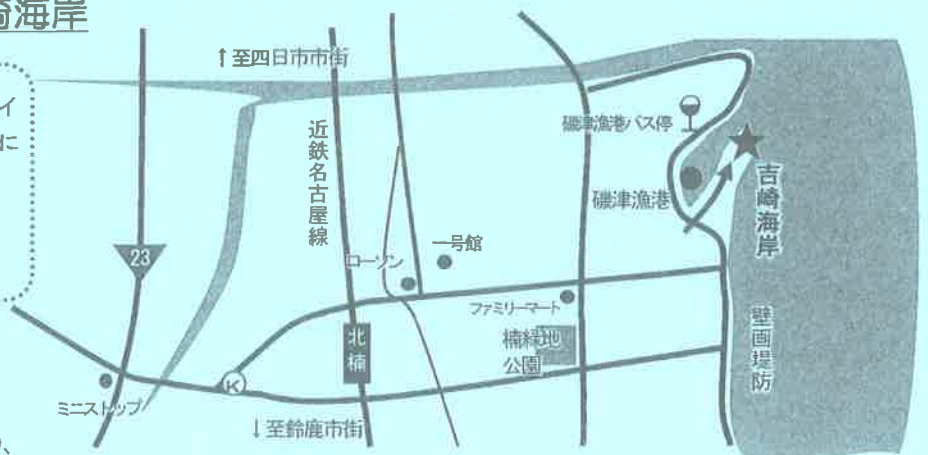 崎海岸
↑至四日市市街
イ
に
近鉄名古屋線
磯津漁港バス停
磯津漁港
吉崎海岸
23
一号館
ローソン
ファミリーマート
壁画堤防
北楠
楠緑地
公園
K
ミニストップ
↓至鈴鹿市街
、